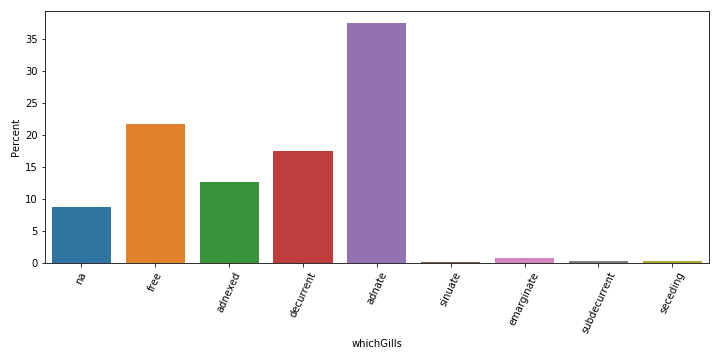 35
30
25
20
15
10
5
0
Percent
na
free
adnexed
decurrent
adnate
sinuate
emarginate
subdecurrent
seceding
whichGills